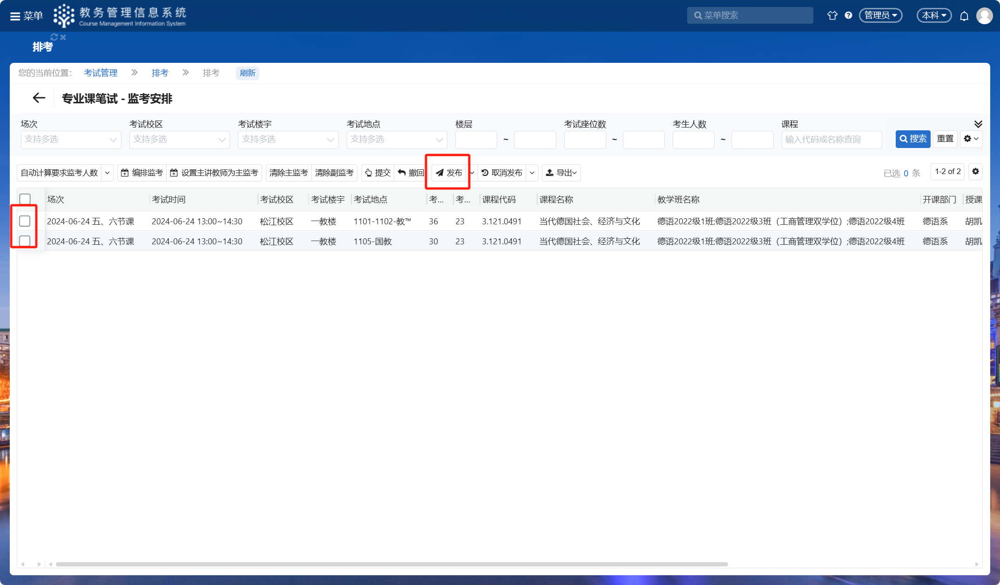 菜单 教务管理信息系统 菜单搜索 管理员 本科
Course Management Information System
排考
您的当前位置： 考试管理 排考 排考 刷新
专业课笔试 - 监考安排
场次 考试校区 考试楼宇 考试地点 楼层 考试座位数 考生人数 课程
支持多选 支持多选 支持多选 支持多选 ~ ~ ~ 输入代码或名称查询 搜索 重置
自动计算要求监考人数 编排监考 设置主讲教师为主监考 清除主监考 清除副监考 提交 撤回 发布 取消发布 导出 已选 0 条 1-2 of 2
场次 考试时间 考试校区 考试楼宇 考试地点 考... 考... 课程代码 课程名称 教学班名称 开课部门 授课
2024-06-24 五、六节课 2024-06-24 13:00~14:30 松江校区 一教楼 1101-1102-教™ 36 23 3.121.0491 当代德国社会、经济与文化 德语2022级1班;德语2022级3班（工商管理双学位）;德语2022级4班 德语系 胡凯
2024-06-24 五、六节课 2024-06-24 13:00~14:30 松江校区 一教楼 1105-国教 30 23 3.121.0491 当代德国社会、经济与文化 德语2022级1班;德语2022级3班（工商管理双学位）;德语2022级4班 德语系 胡凯